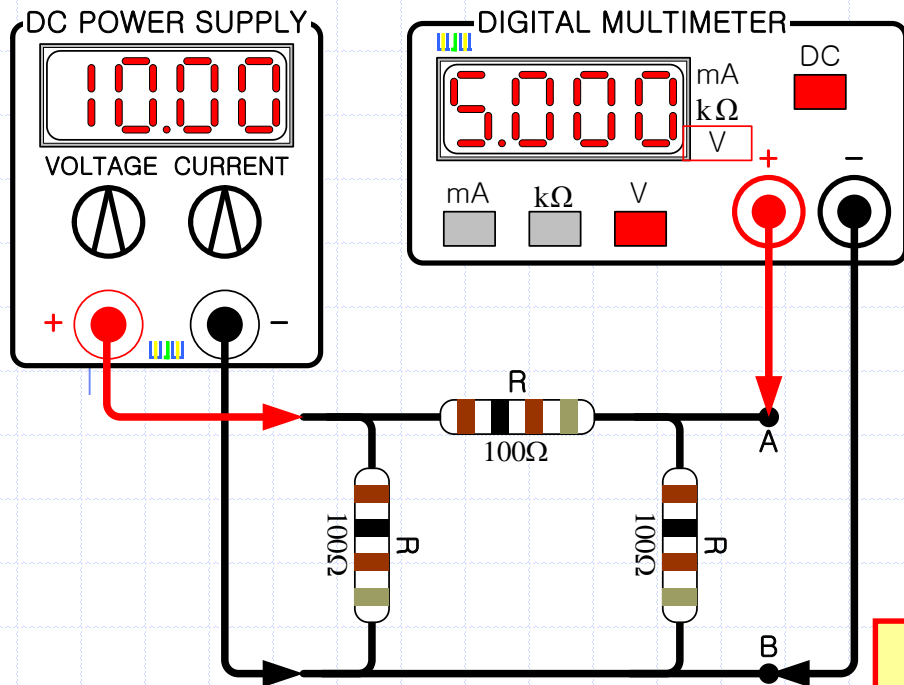 DC POWER SUPPLY
10.00
VOLTAGE CURRENT
+ −
DIGITAL MULTIMETER
5.000
mA
kΩ
V
DC
mA kΩ V
+ −
R
100Ω
A
100Ω R
100Ω R
B